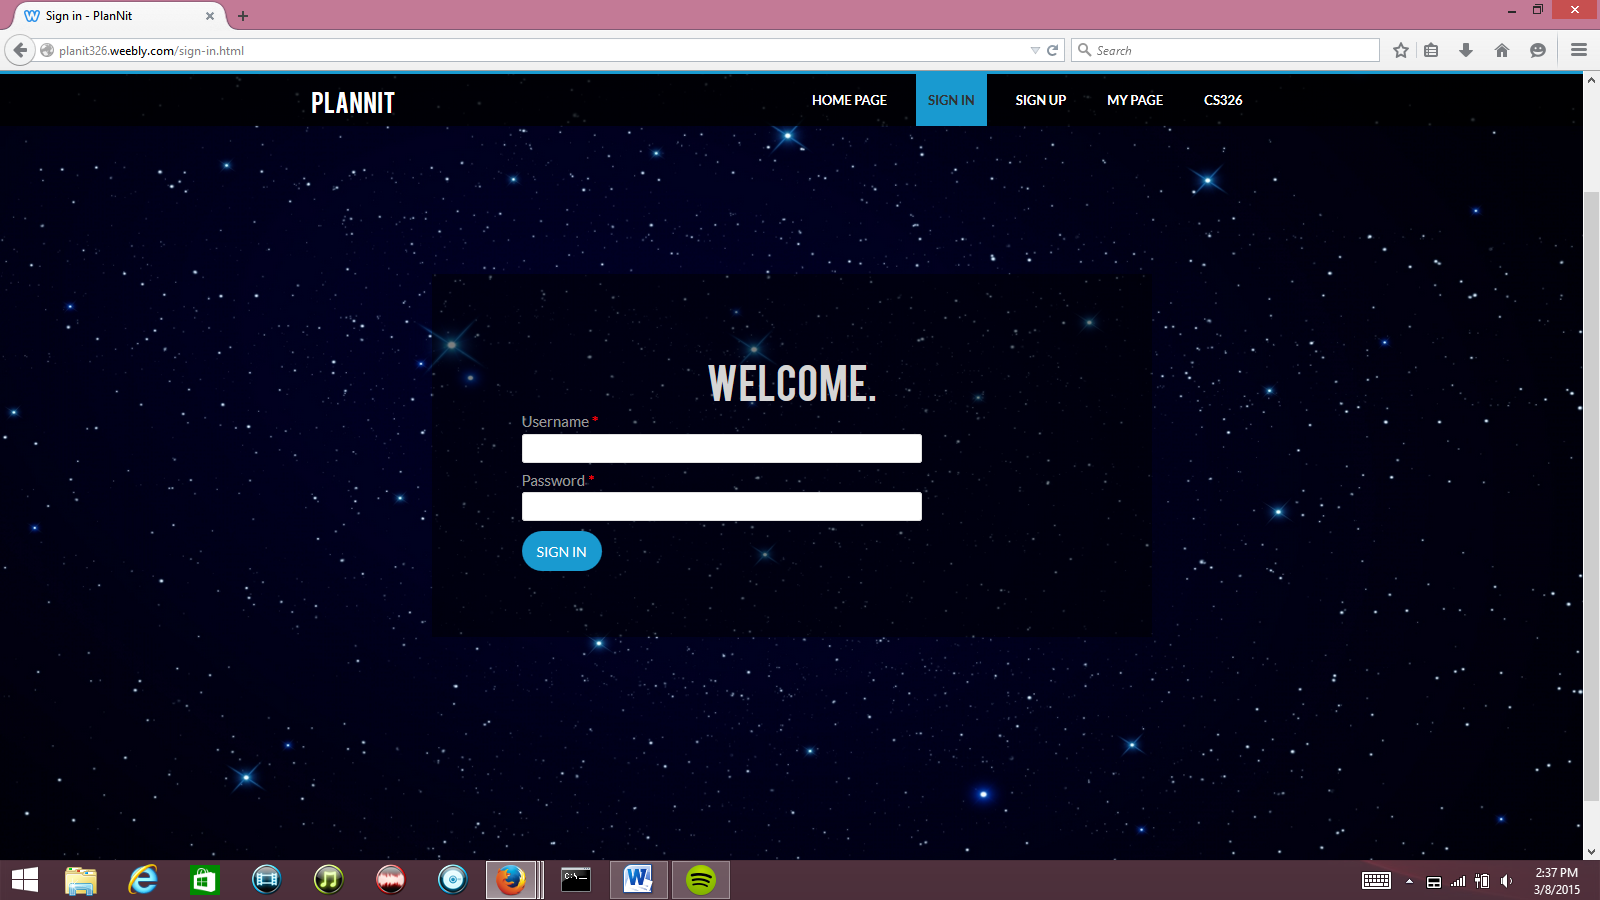 Sign in - PlanNit
planit326.weebly.com/sign-in.html
Search
PLANNIT
HOME PAGE
SIGN IN
SIGN UP
MY PAGE
CS326
WELCOME.
Username *
Password *
SIGN IN
C:\_
2:37 PM
3/8/2015